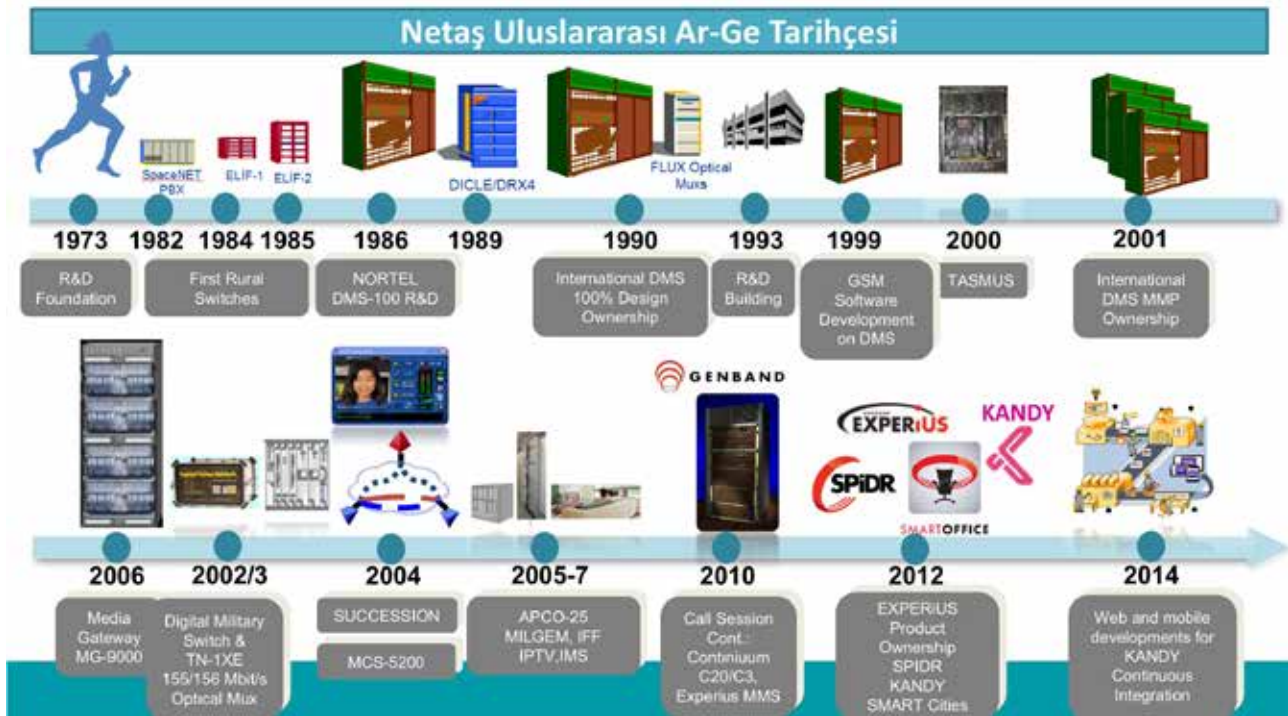 Netaş Uluslararası Ar-Ge Tarihçesi
SpaceNET
PBX
ELiF-1
ELiF-2
DICLE/DRX4
FLUX Optical
Muxs
1973
1982
1984
1985
1986
1989
1990
1993
1999
2000
2001
R&D
Foundation
First Rural
Switches
NORTEL
DMS-100 R&D
International DMS
100% Design
Ownership
R&D
Building
GSM
Software
Development
on DMS
TASMUS
International
DMS MMP
Ownership
GENBAND
EXPERiUS
SPiDR
SMARTOFFICE
KANDY
2006
2002/3
2004
2005-7
2010
2012
2014
Media
Gateway
MG-9000
Digital Military
Switch &
TN-1XE
155/156 Mbit/s
Optical Mux
SUCCESSION
MCS-5200
APCO-25
MILGEM, IFF
IPTV,IMS
Call Session
Cont.:
Continiuum
C20/C3,
Experius MMS
EXPERiUS
Product
Ownership
SPIDR
KANDY
SMART Cities
Web and mobile
developments for
KANDY
Continuous
Integration